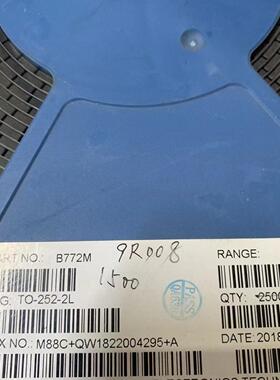 ART NO.: B772M 9R008 RANGE:
1500
G: TO-252-2L QTY: 2500
X NO.: M88C+QW1822004295+A DATE: 2018